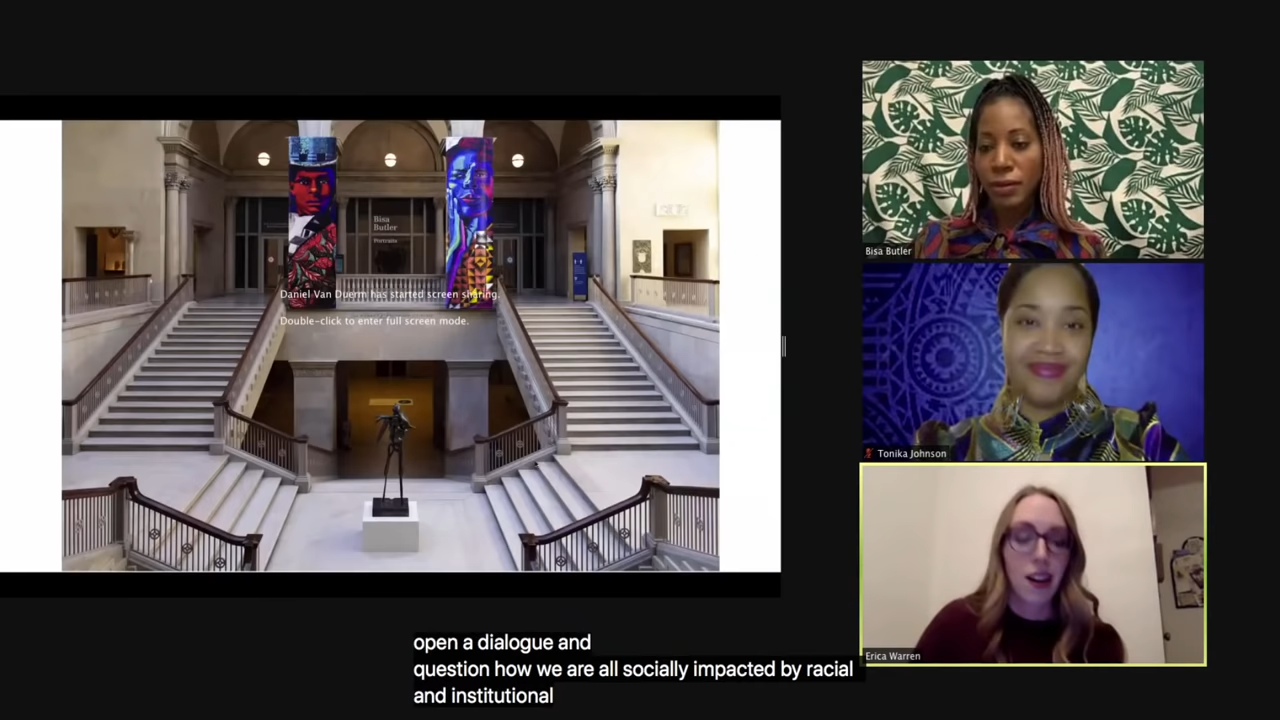 Bisa
Butler
Portraits
Daniel Van Duerm has started screen sharing.
Double-click to enter full screen mode.
Bisa Butler
Tonika Johnson
Erica Warren
open a dialogue and
question how we are all socially impacted by racial
and institutional